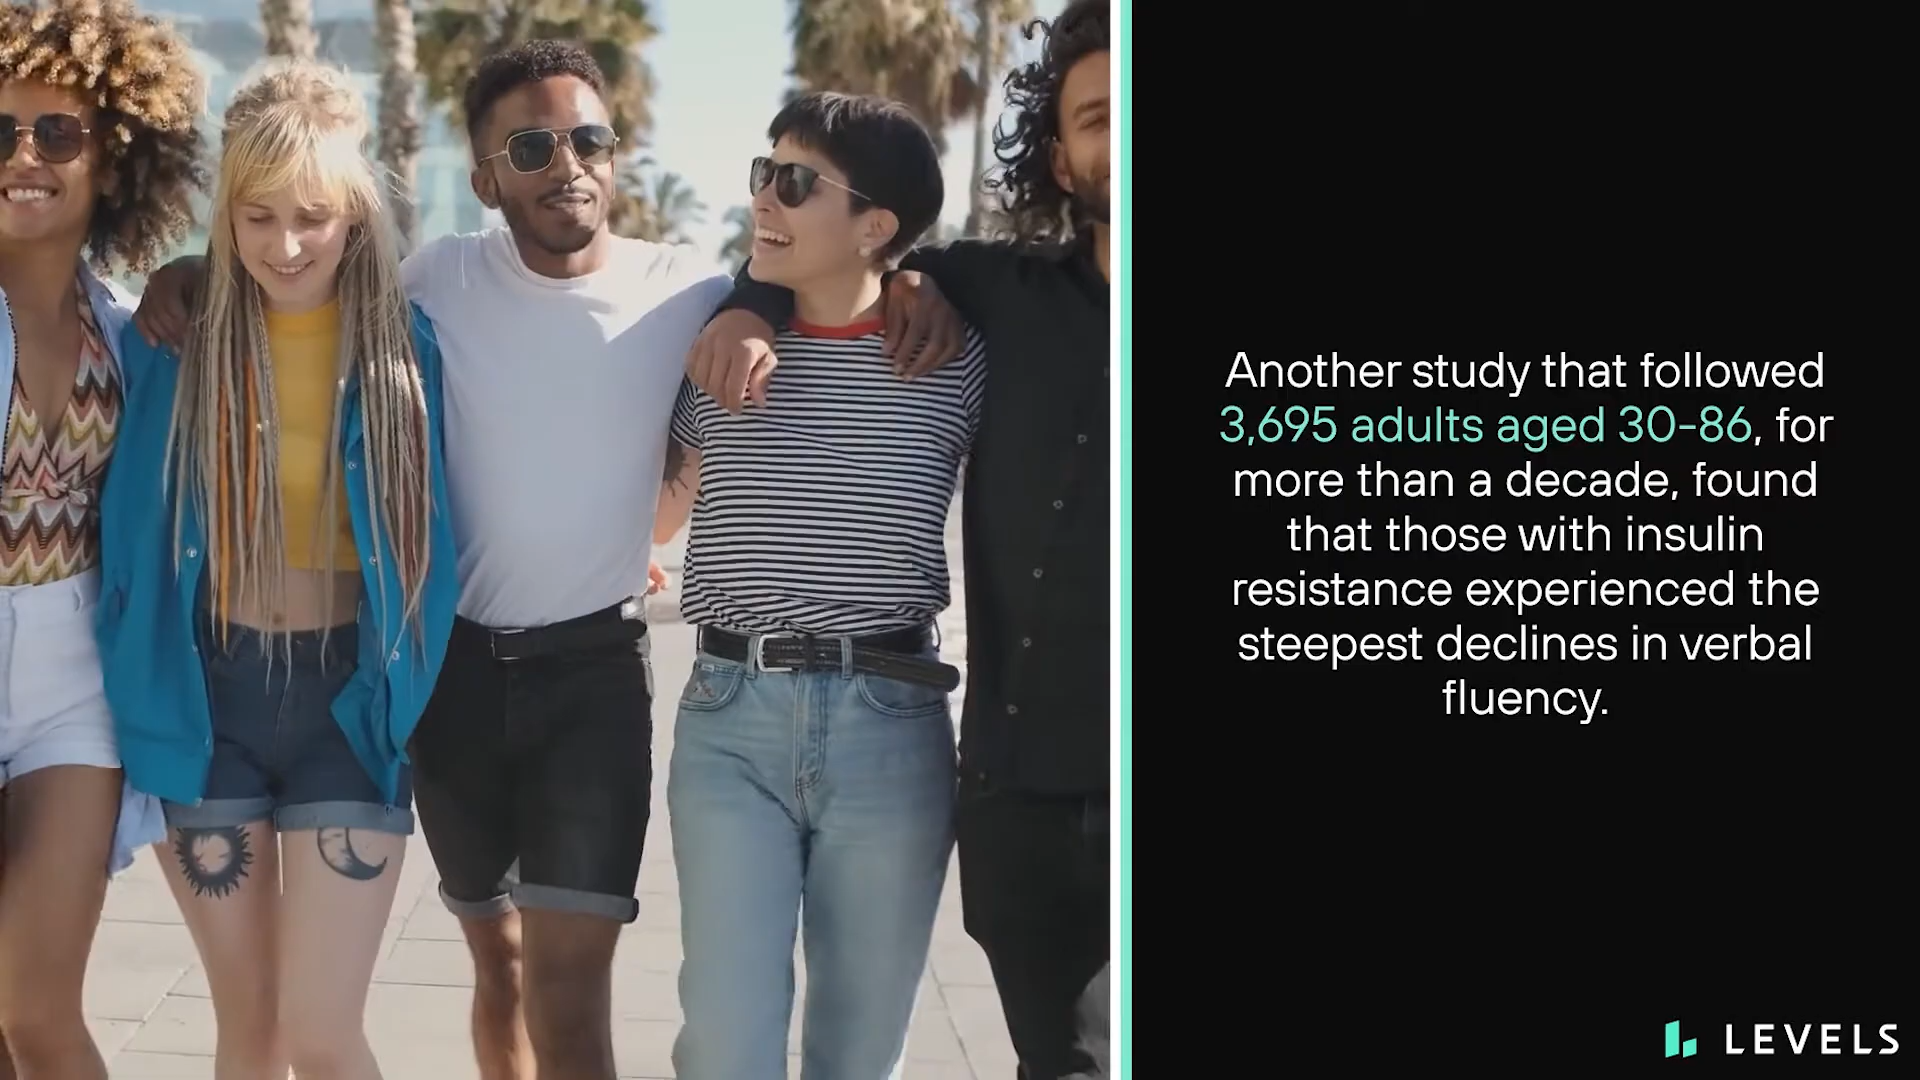 Another study that followed
3,695 adults aged 30-86, for
more than a decade, found
that those with insulin
resistance experienced the
steepest declines in verbal
fluency.
LEVELS